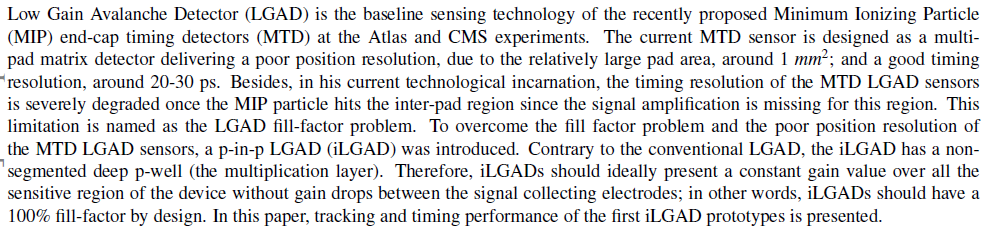 Low Gain Avalanche Detector (LGAD) is the baseline sensing technology of the recently proposed Minimum Ionizing Particle
(MIP) end-cap timing detectors (MTD) at the Atlas and CMS experiments. The current MTD sensor is designed as a multi-
pad matrix detector delivering a poor position resolution, due to the relatively large pad area, around 1 mm²; and a good timing
resolution, around 20-30 ps. Besides, in his current technological incarnation, the timing resolution of the MTD LGAD sensors
is severely degraded once the MIP particle hits the inter-pad region since the signal amplification is missing for this region. This
limitation is named as the LGAD fill-factor problem. To overcome the fill factor problem and the poor position resolution of
the MTD LGAD sensors, a p-in-p LGAD (iLGAD) was introduced. Contrary to the conventional LGAD, the iLGAD has a non-
segmented deep p-well (the multiplication layer). Therefore, iLGADs should ideally present a constant gain value over all the
sensitive region of the device without gain drops between the signal collecting electrodes; in other words, iLGADs should have a
100% fill-factor by design. In this paper, tracking and timing performance of the first iLGAD prototypes is presented.